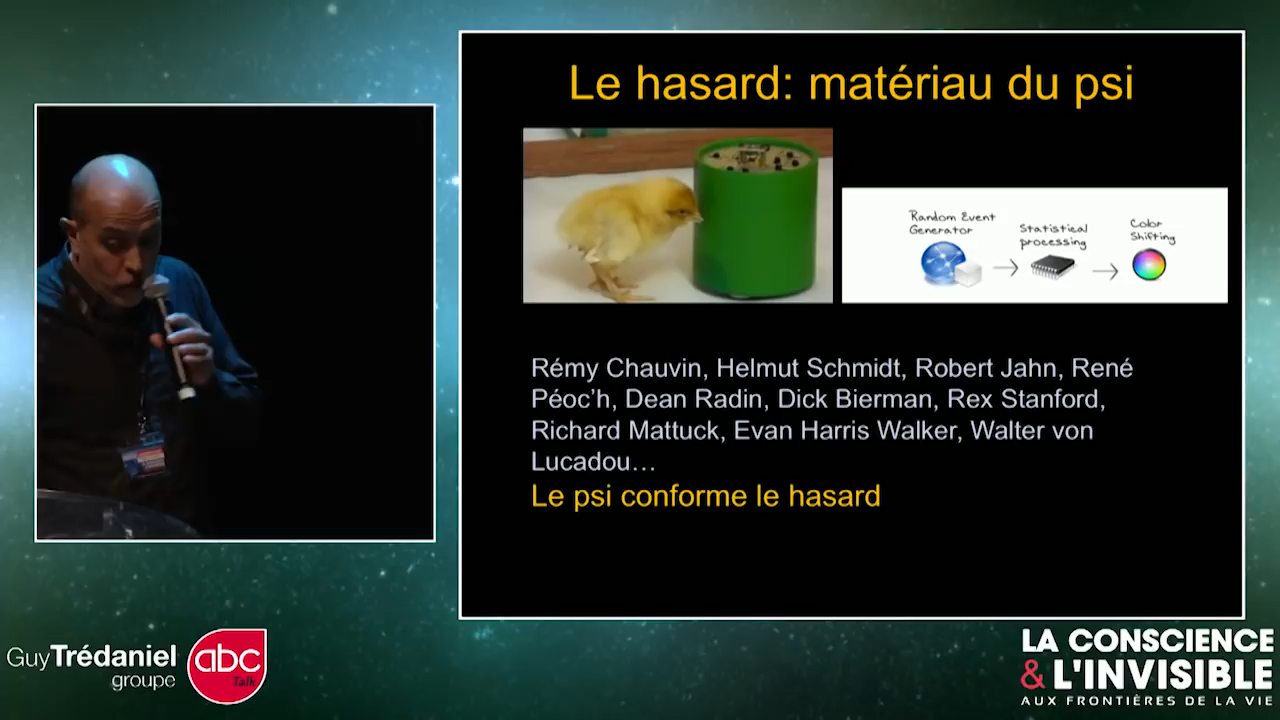 Le hasard: matériau du psi
Random Event
Generator
Statistical
processing
Color
Shifting
Rémy Chauvin, Helmut Schmidt, Robert Jahn, René
Péoc’h, Dean Radin, Dick Bierman, Rex Stanford,
Richard Mattuck, Evan Harris Walker, Walter von
Lucadou…
Le psi conforme le hasard
GuyTrédaniel
groupe
abc
Talk
LA CONSCIENCE
& L'INVISIBLE
AUX FRONTIÈRES DE LA VIE